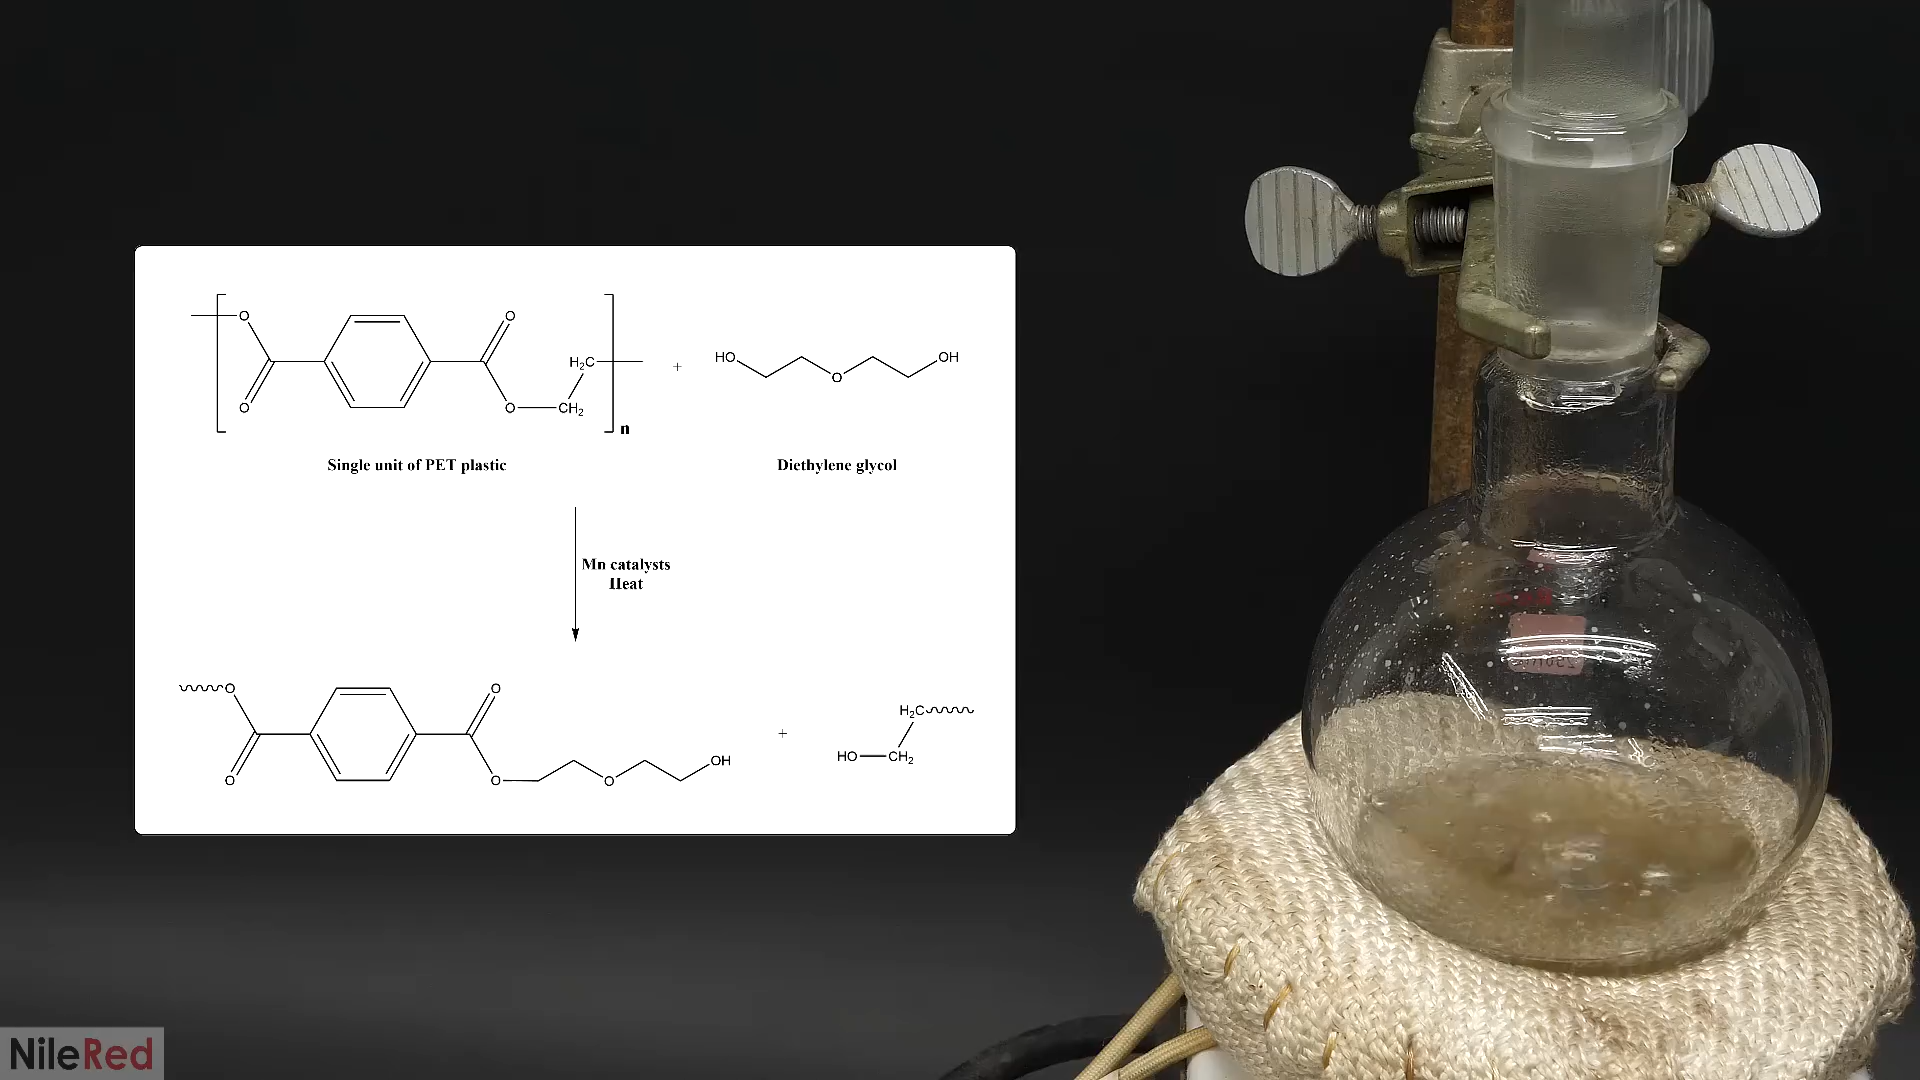 O
O
H₂C
O
O
CH₂
n
+
HO
O
OH
Single unit of PET plastic
Diethylene glycol
Mn catalysts
Heat
O
O
H₂C
+
HO
CH₂
O
O
O
OH
NileRed